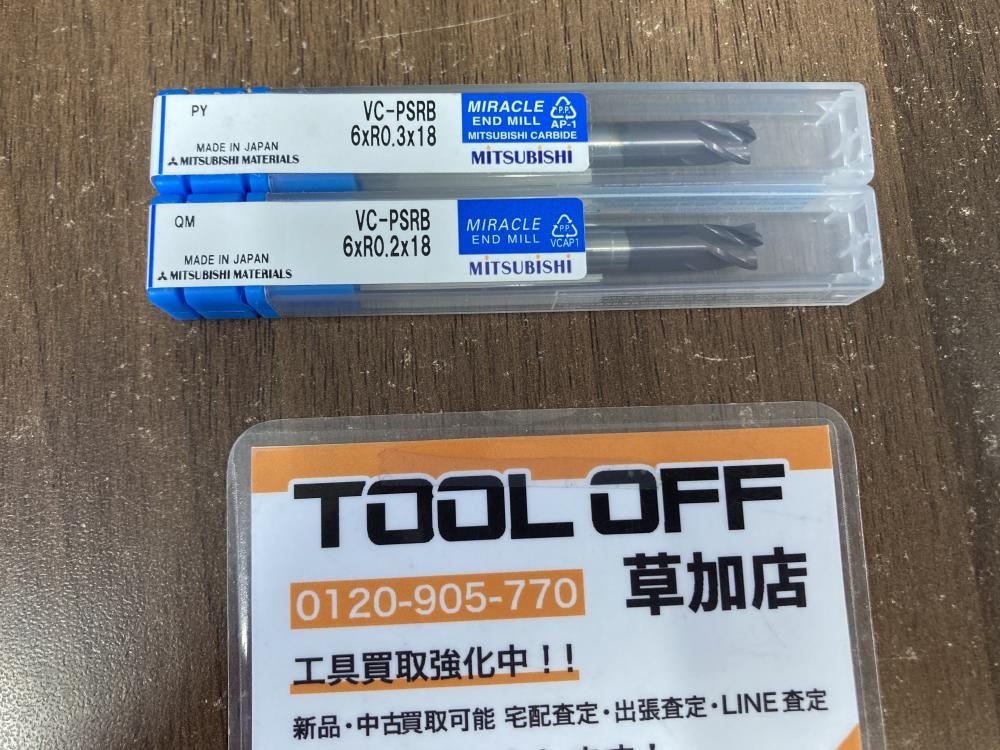 PY
VC-PSRB
6xR0.3x18
MADE IN JAPAN
MITSUBISHI MATERIALS
MIRACLE
END MILL
PP
AP-1
MITSUBISHI CARBIDE
MITSUBISHI
QM
VC-PSRB
6xR0.2x18
MADE IN JAPAN
MITSUBISHI MATERIALS
MIRACLE
END MILL
PP
VCAP1
MITSUBISHI
TOOL OFF
草加店
0120-905-770
工具買取強化中!!
新品・中古買取可能 宅配査定・出張査定・LINE査定